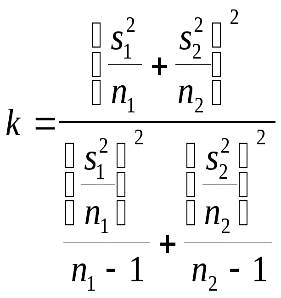 k = (s₁²/n₁ + s₂²/n₂)² / ((s₁²/n₁)²/(n₁ - 1) + (s₂²/n₂)²/(n₂ - 1))